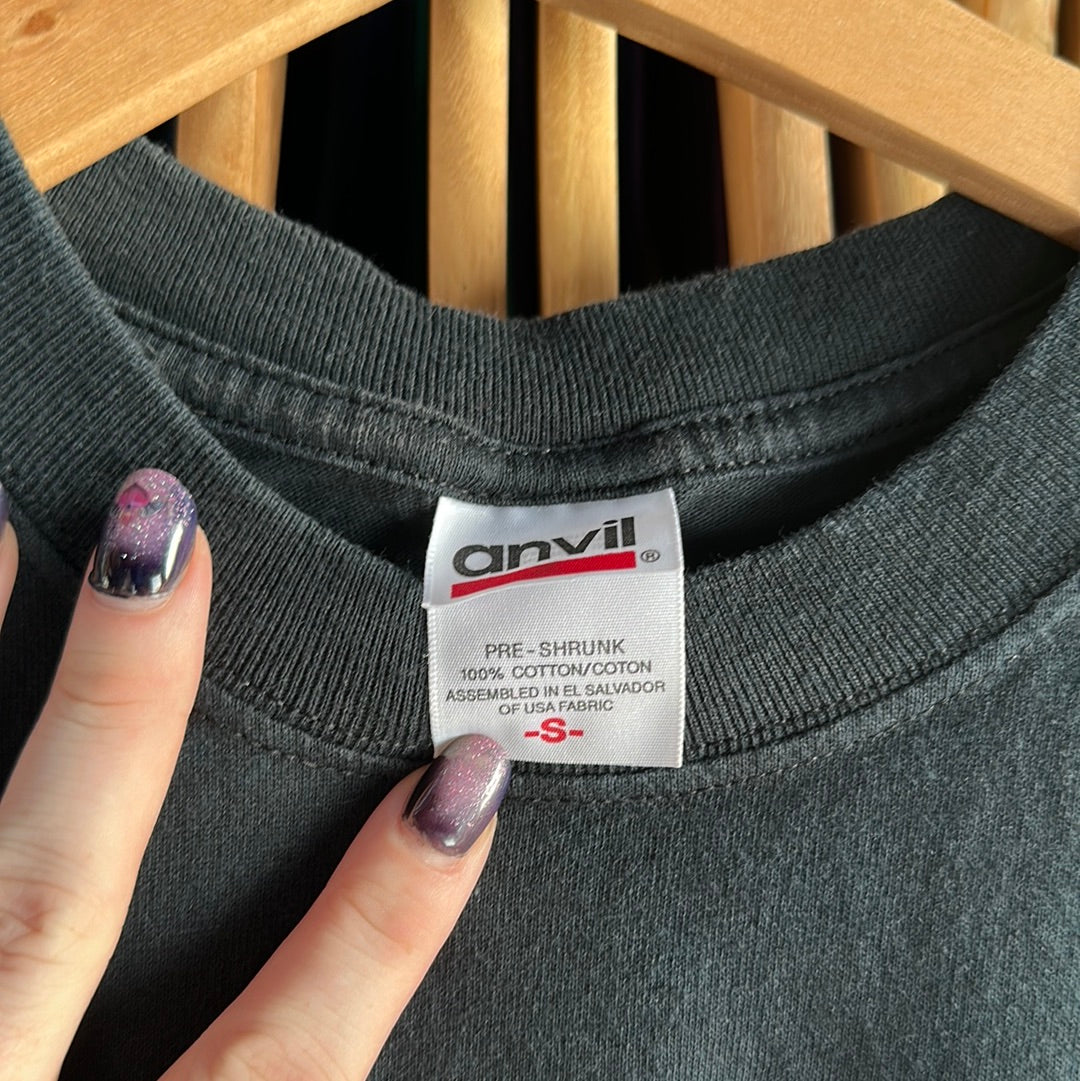 anvil®
PRE-SHRUNK
100% COTTON/COTON
ASSEMBLED IN EL SALVADOR
OF USA FABRIC
-S-